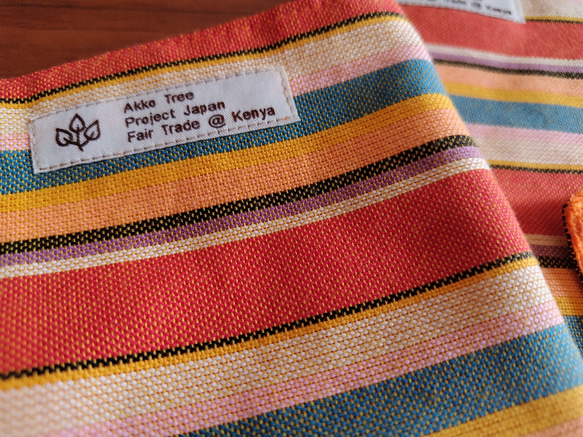 Akko Tree
Project Japan
Fair Trade @ Kenya